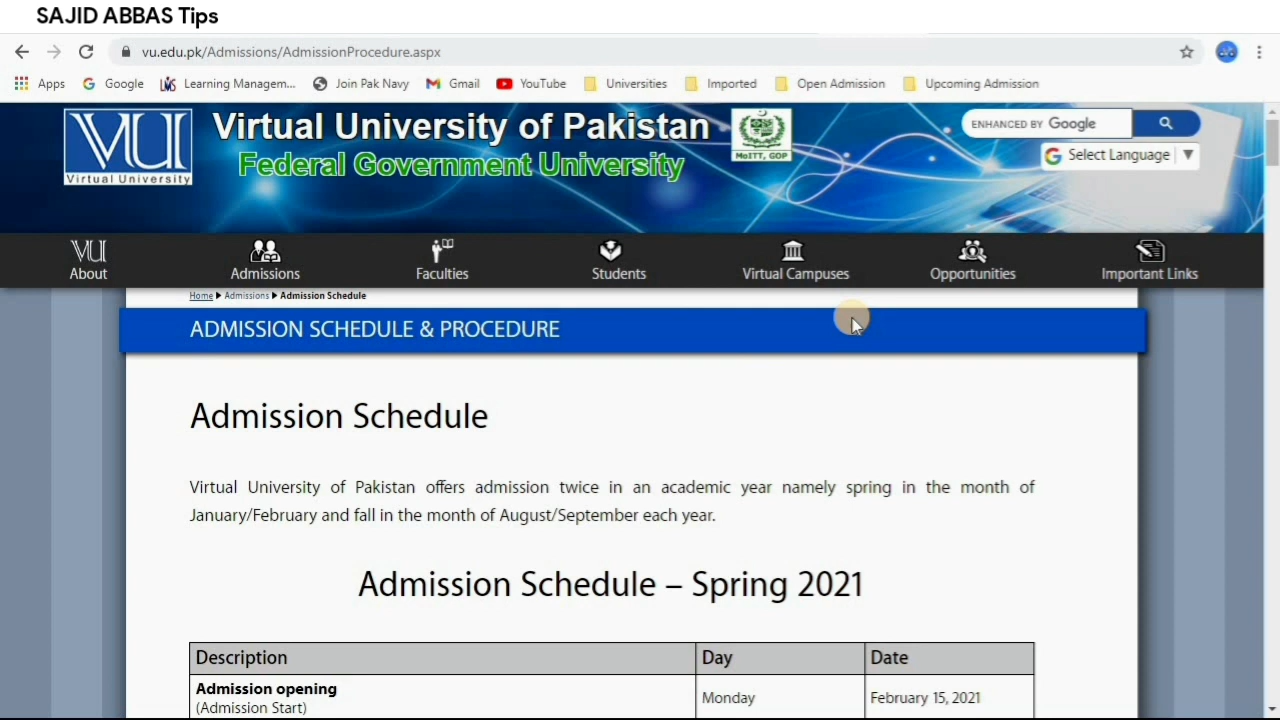 SAJID ABBAS Tips
vu.edu.pk/Admissions/AdmissionProcedure.aspx
Apps Google Learning Managem... Join Pak Navy Gmail YouTube Universities Imported Open Admission Upcoming Admission
VU
Virtual University
Virtual University of Pakistan
Federal Government University
MoITT, GOP
ENHANCED BY Google
Select Language
VU
About Admissions Faculties Students Virtual Campuses Opportunities Important Links
Home Admissions Admission Schedule
ADMISSION SCHEDULE & PROCEDURE
Admission Schedule
Virtual University of Pakistan offers admission twice in an academic year namely spring in the month of
January/February and fall in the month of August/September each year.
Admission Schedule – Spring 2021
Description Day Date
Admission opening
(Admission Start) Monday February 15, 2021